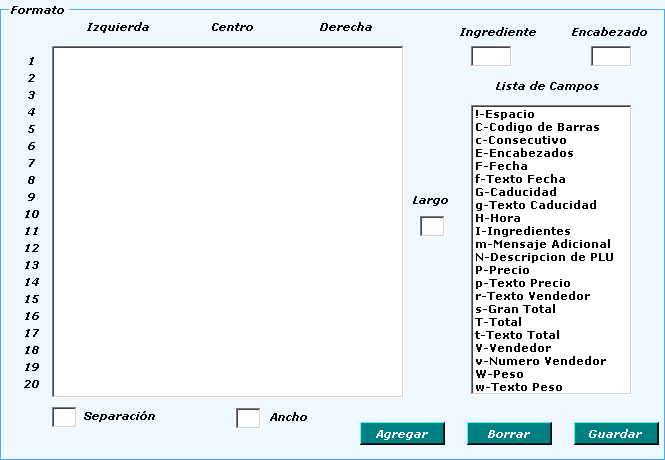 Formato
Izquierda Centro Derecha
Ingrediente Encabezado
Lista de Campos
1
2
3
4
5
6
7
8
9
10
11
12
13
14
15
16
17
18
19
20
Largo
!-Espacio
C-Codigo de Barras
c-Consecutivo
E-Encabezados
F-Fecha
f-Texto Fecha
G-Caducidad
g-Texto Caducidad
H-Hora
I-Ingredientes
m-Mensaje Adicional
N-Descripcion de PLU
P-Precio
p-Texto Precio
r-Texto Vendedor
s-Gran Total
T-Total
t-Texto Total
V-Vendedor
v-Numero Vendedor
W-Peso
w-Texto Peso
Separación Ancho
Agregar Borrar Guardar